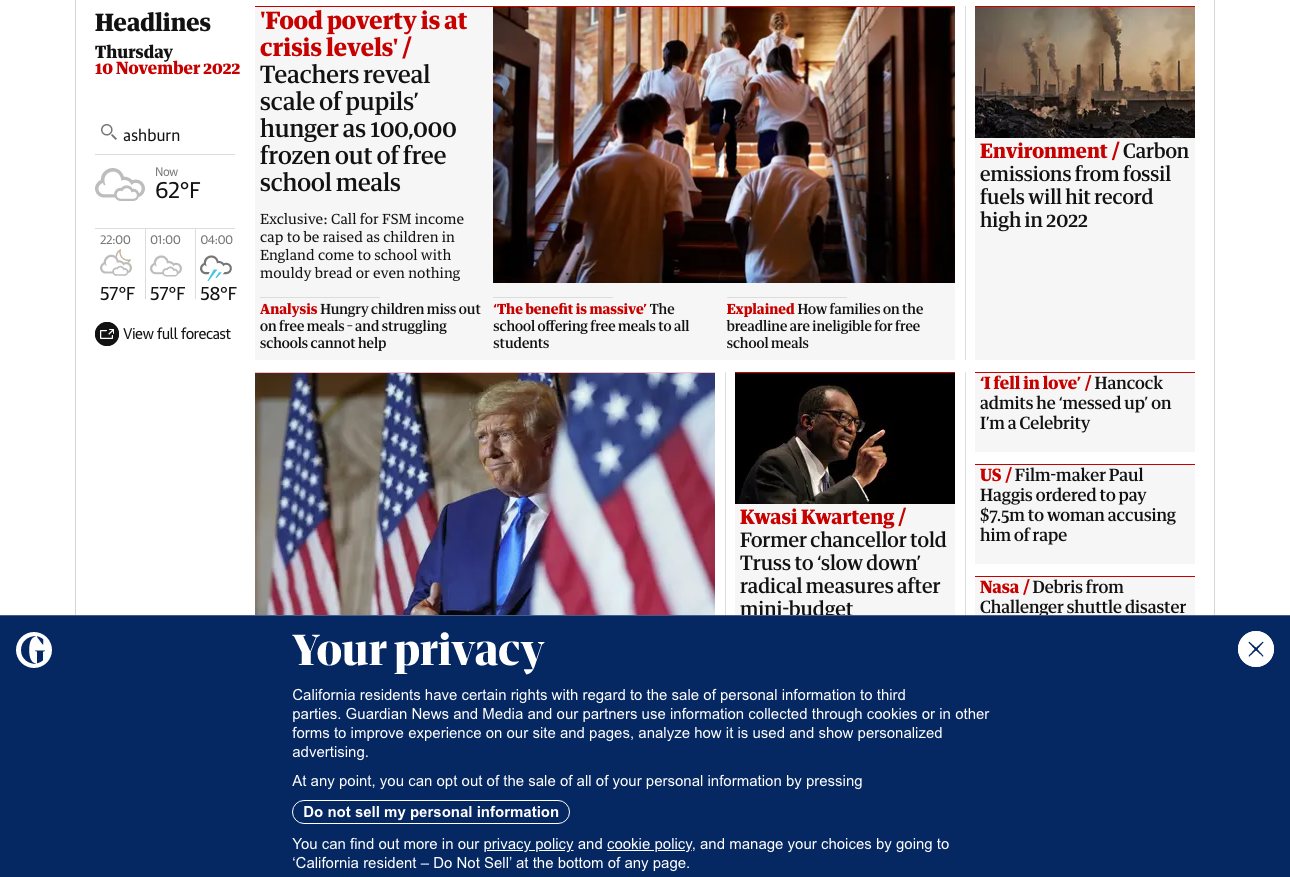 Headlines
Thursday
10 November 2022
ashburn
Now
62°F
22:00
01:00
04:00
57°F
57°F
58°F
View full forecast
'Food poverty is at
crisis levels' /
Teachers reveal
scale of pupils’
hunger as 100,000
frozen out of free
school meals
Exclusive: Call for FSM income
cap to be raised as children in
England come to school with
mouldy bread or even nothing
Analysis Hungry children miss out
on free meals – and struggling
schools cannot help
‘The benefit is massive’ The
school offering free meals to all
students
Explained How families on the
breadline are ineligible for free
school meals
Environment / Carbon
emissions from fossil
fuels will hit record
high in 2022
Kwasi Kwarteng /
Former chancellor told
Truss to ‘slow down’
radical measures after
mini-budget
‘I fell in love’ / Hancock
admits he ‘messed up’ on
I’m a Celebrity
US / Film-maker Paul
Haggis ordered to pay
$7.5m to woman accusing
him of rape
Nasa / Debris from
Challenger shuttle disaster
G
Your privacy
California residents have certain rights with regard to the sale of personal information to third
parties. Guardian News and Media and our partners use information collected through cookies or in other
forms to improve experience on our site and pages, analyze how it is used and show personalized
advertising.
At any point, you can opt out of the sale of all of your personal information by pressing
Do not sell my personal information
You can find out more in our privacy policy and cookie policy, and manage your choices by going to
‘California resident – Do Not Sell’ at the bottom of any page.